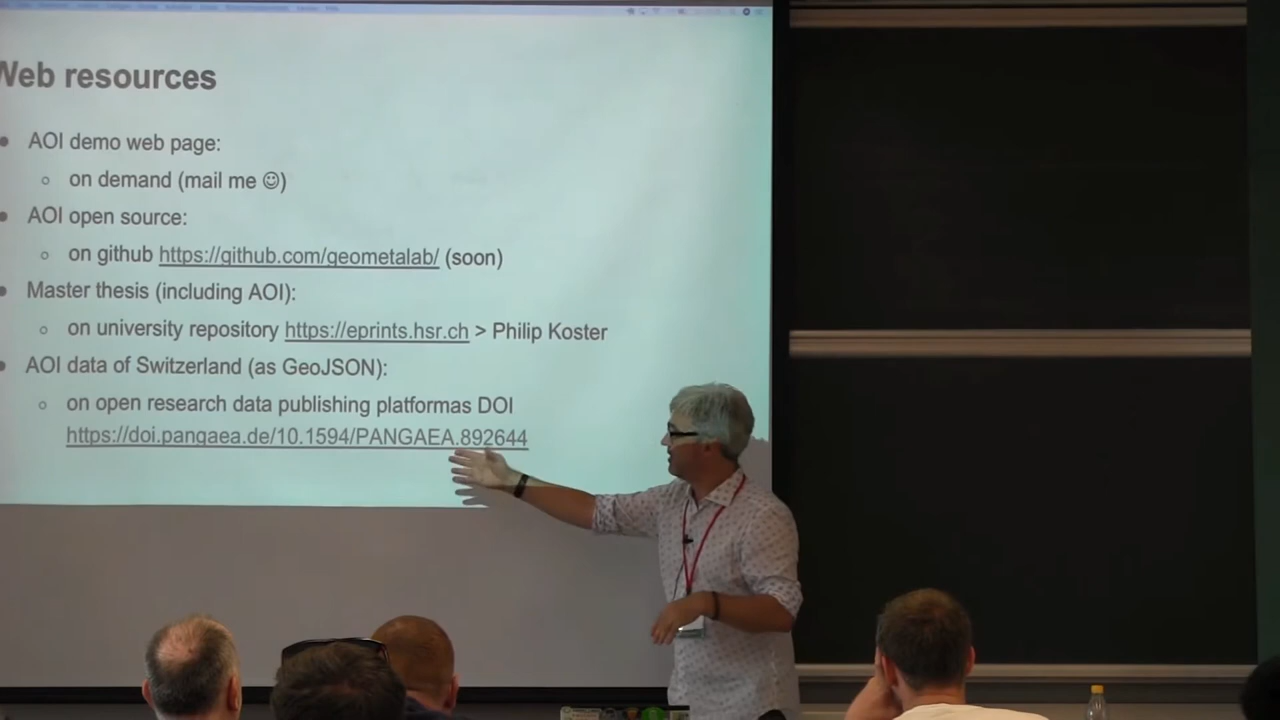 Web resources
AOI demo web page:
on demand (mail me ☺)
AOI open source:
on github https://github.com/geometalab/ (soon)
Master thesis (including AOI):
on university repository https://eprints.hsr.ch > Philip Koster
AOI data of Switzerland (as GeoJSON):
on open research data publishing platformas DOI
https://doi.pangaea.de/10.1594/PANGAEA.892644